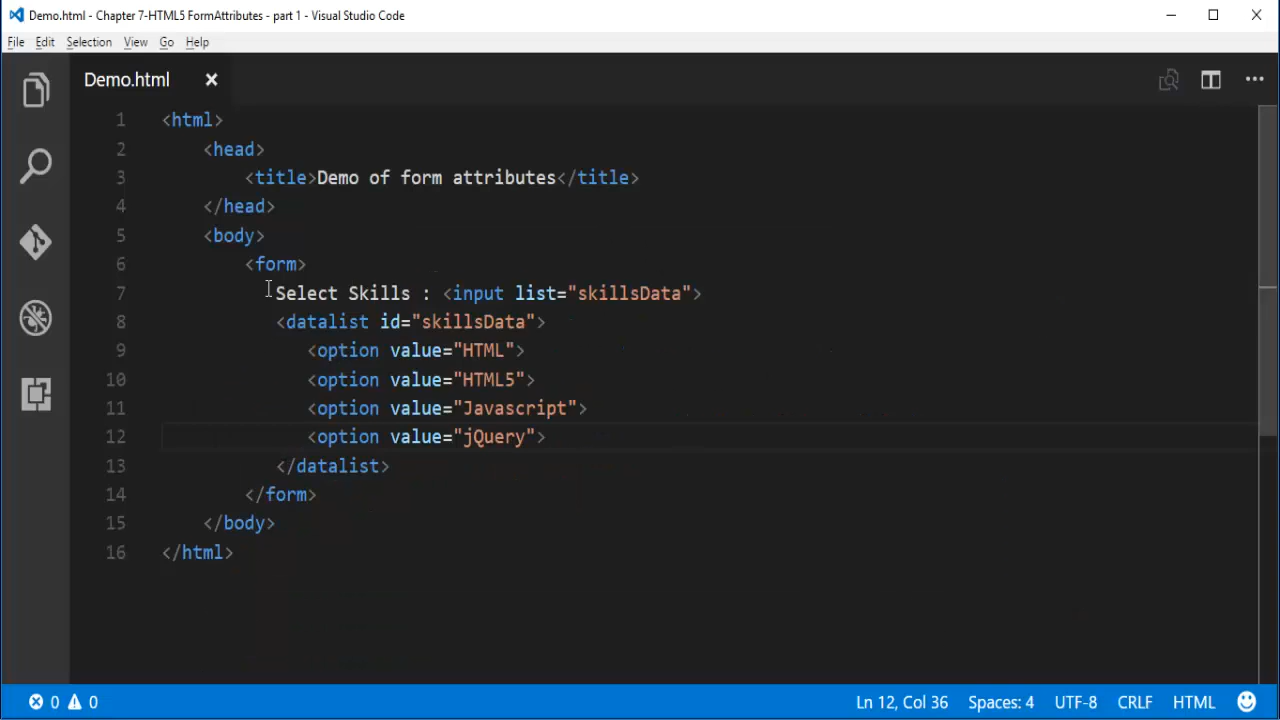 Demo.html - Chapter 7-HTML5 FormAttributes - part 1 - Visual Studio Code
File Edit Selection View Go Help
Demo.html
1 <html>
2 <head>
3 <title>Demo of form attributes</title>
4 </head>
5 <body>
6 <form>
7 Select Skills : <input list="skillsData">
8 <datalist id="skillsData">
9 <option value="HTML">
10 <option value="HTML5">
11 <option value="Javascript">
12 <option value="jQuery">
13 </datalist>
14 </form>
15 </body>
16 </html>
0 0 Ln 12, Col 36 Spaces: 4 UTF-8 CRLF HTML